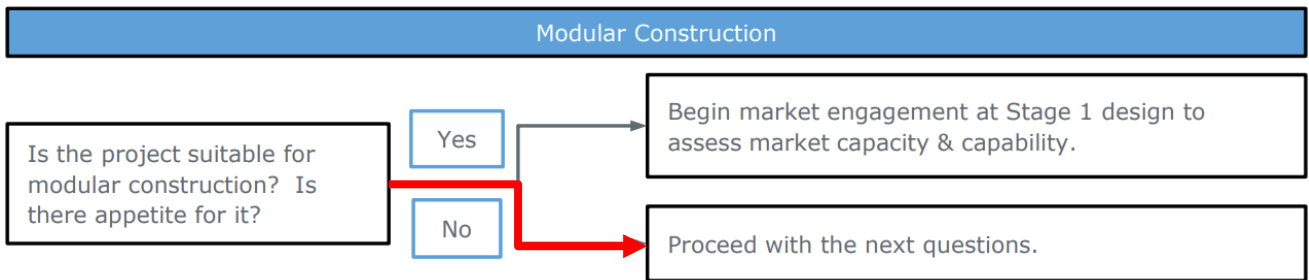 Modular Construction
Is the project suitable for
modular construction?  Is
there appetite for it?
Yes
No
Begin market engagement at Stage 1 design to
assess market capacity & capability.
Proceed with the next questions.